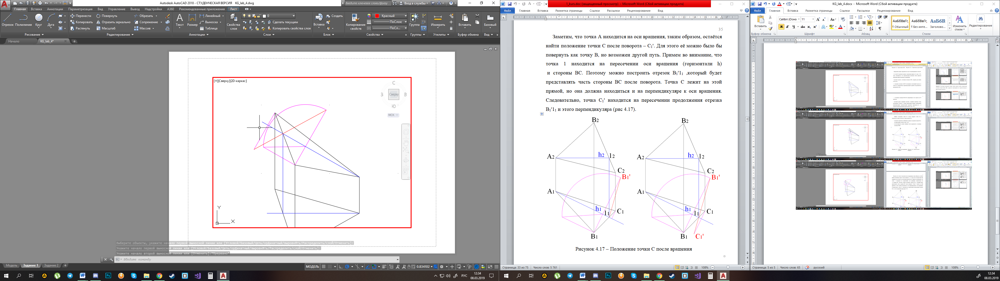 Autodesk AutoCAD 2018 - СТУДЕНЧЕСКАЯ ВЕРСИЯ KG_lab_4.dwg
Введите ключевое слово/фразу
Вход в службы
Главная Вставка Аннотации Параметризация Вид Управление Вывод Надстройки A360 Рекомендованные приложения Лист
Отрезок Полилиния Круг Дуга
Перенести Повернуть Обрезать
Копировать Отразить зеркально Сопряжение
Растянуть Масштаб Массив
Текст Размер
Линейный
Выноска
Таблица
Свойства слоя
0
Сделать текущим
Копировать свойства слоя
Вставка
Создать
Копирование свойств
Красный
ПоСлою
ПоСл...
Группа
Измерить
Вставить
Базовый
Рисование Редактирование Аннотации Слои Блок Свойства Группы Утилиты Буфер обмена Вид
Начало KG_lab_4*
[+][Сверху][2D-каркас]
С
З Сверху В
Ю
МСК
Y
X
Выберите объекты, укажите начало первой выносной линии или [Угловой/Базовый/Цепь/орДинатный/выровнЯть/Распределить/слоЙ/Отменить]:
Укажите начало первой выносной линии или [Угловой/Базовый/Цепь/орДинатный/выровнЯть/Распределить/слоЙ/Отменить]:
Укажите начало второй выносной линии или [Отменить]:*Прервано*
Введите команду
Модель Задание 1 Задание 2
МОДЕЛЬ
0.834102
РУС
12:34
08.03.2019
1_kurs.doc (защищенный просмотр) - Microsoft Word (Сбой активации продукта)
Файл Главная Вставка Разметка страницы Ссылки Рассылки Рецензирование Вид
35
Заметим, что точка А находится на оси вращения, таким образом, остаётся
найти положение точки С после поворота – С1'. Для этого её можно было бы
повернуть как точку В, но возможен другой путь. Примем во внимание, что
точка 1 находится на пересечении оси вращения (горизонтали h)
и стороны ВС. Поэтому можно построить отрезок В1'11 ,который будет
представлять часть стороны ВС после поворота. Точка С лежит на этой
прямой, но она должна находиться и на перпендикуляре к оси вращения.
Следовательно, точка С1' находится на пересечении продолжения отрезка
В1'11 и этого перпендикуляра (рис 4.17).
B2 B2
A2 h2 12 A2 h2 12
C2 C2
B1' B1'
A1 A1
h1 11 C1 h1 11 C1
B1 B1 C1'
Рисунок 4.17 – Положение точки С после вращения
Страница: 33 из 75 Число слов: 5 761
108%
KG_lab_4.docx - Microsoft Word (Сбой активации продукта)
Файл Главная Вставка Разметка страницы Ссылки Рассылки Рецензирование Вид
Вставить
Calibri (Осно 11
Ж К Ч
АаБбВвГг, АаБбВвГг, АаБбВ
Обычный Без инте... Заголово...
Изменить стили
Редактирование
Буфер обмена Шрифт Абзац Стили
Страница: 5 из 5 Число слов: 65 русский
108%
12:34
08.03.2019